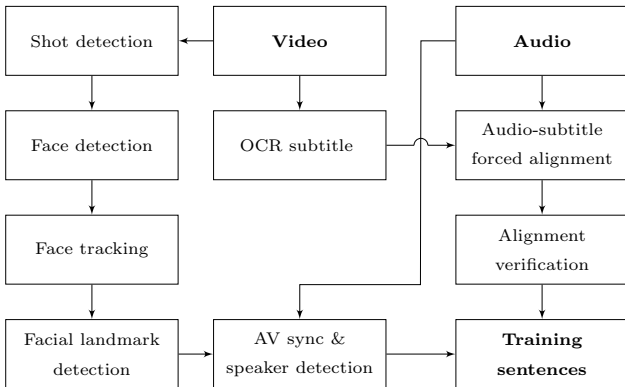 Shot detection
Video
Audio
Face detection
OCR subtitle
Audio-subtitle
forced alignment
Face tracking
Alignment
verification
Facial landmark
detection
AV sync &
speaker detection
Training
sentences